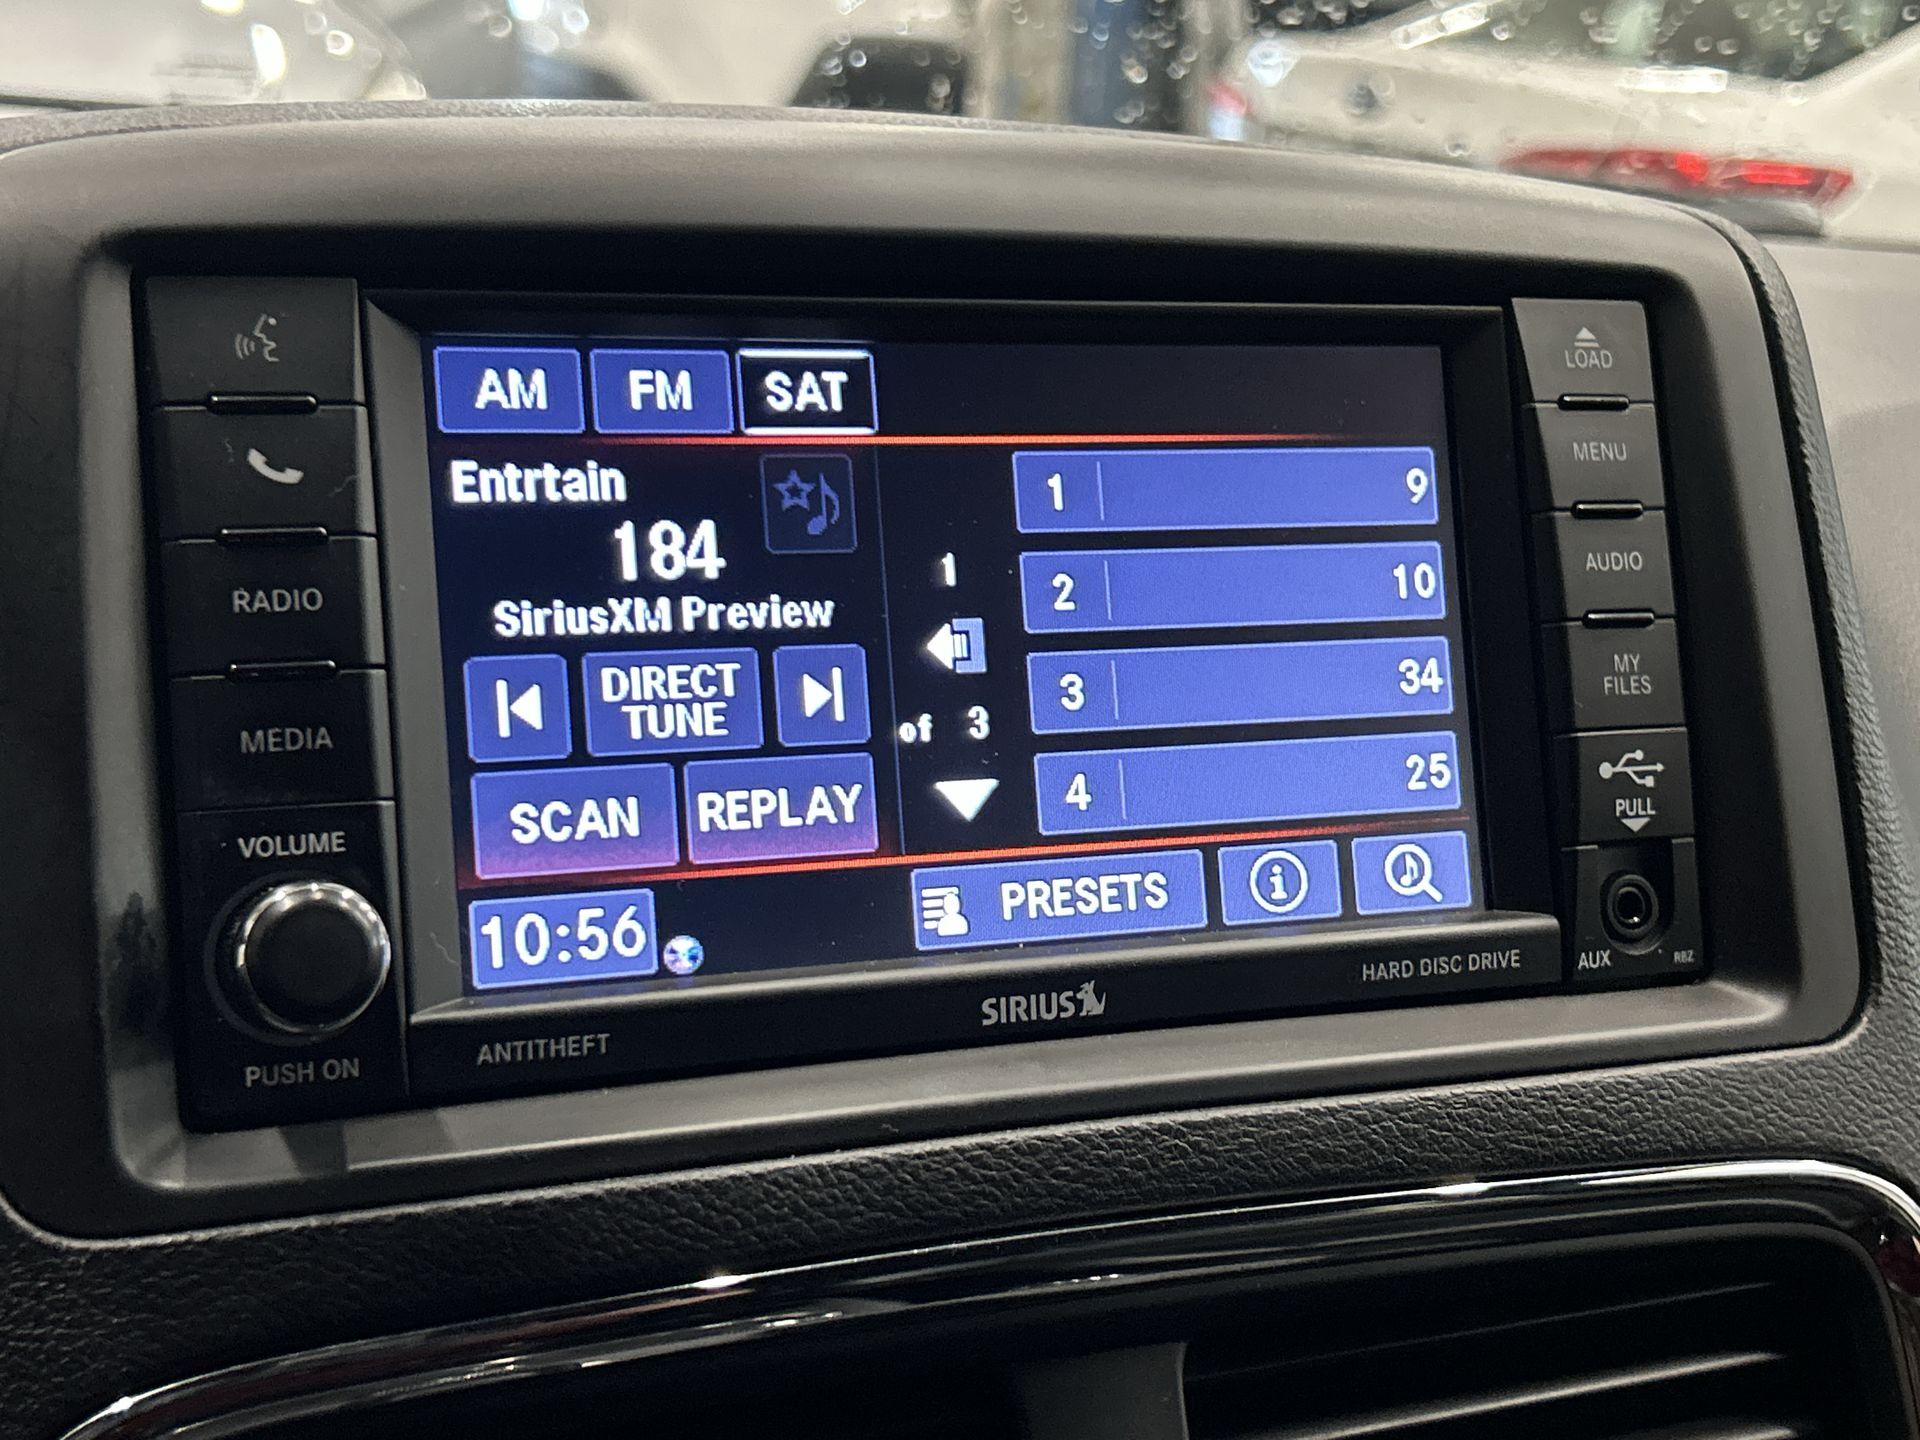 LOAD
AM FM SAT
MENU
Entrtain
184
SiriusXM Preview
DIRECT
TUNE
SCAN REPLAY
1
of 3
1 9
2 10
3 34
4 25
10:56
PRESETS
RADIO
MEDIA
VOLUME
PUSH ON
AUDIO
MY
FILES
PULL
AUX
RBZ
HARD DISC DRIVE
SIRIUS
ANTITHEFT